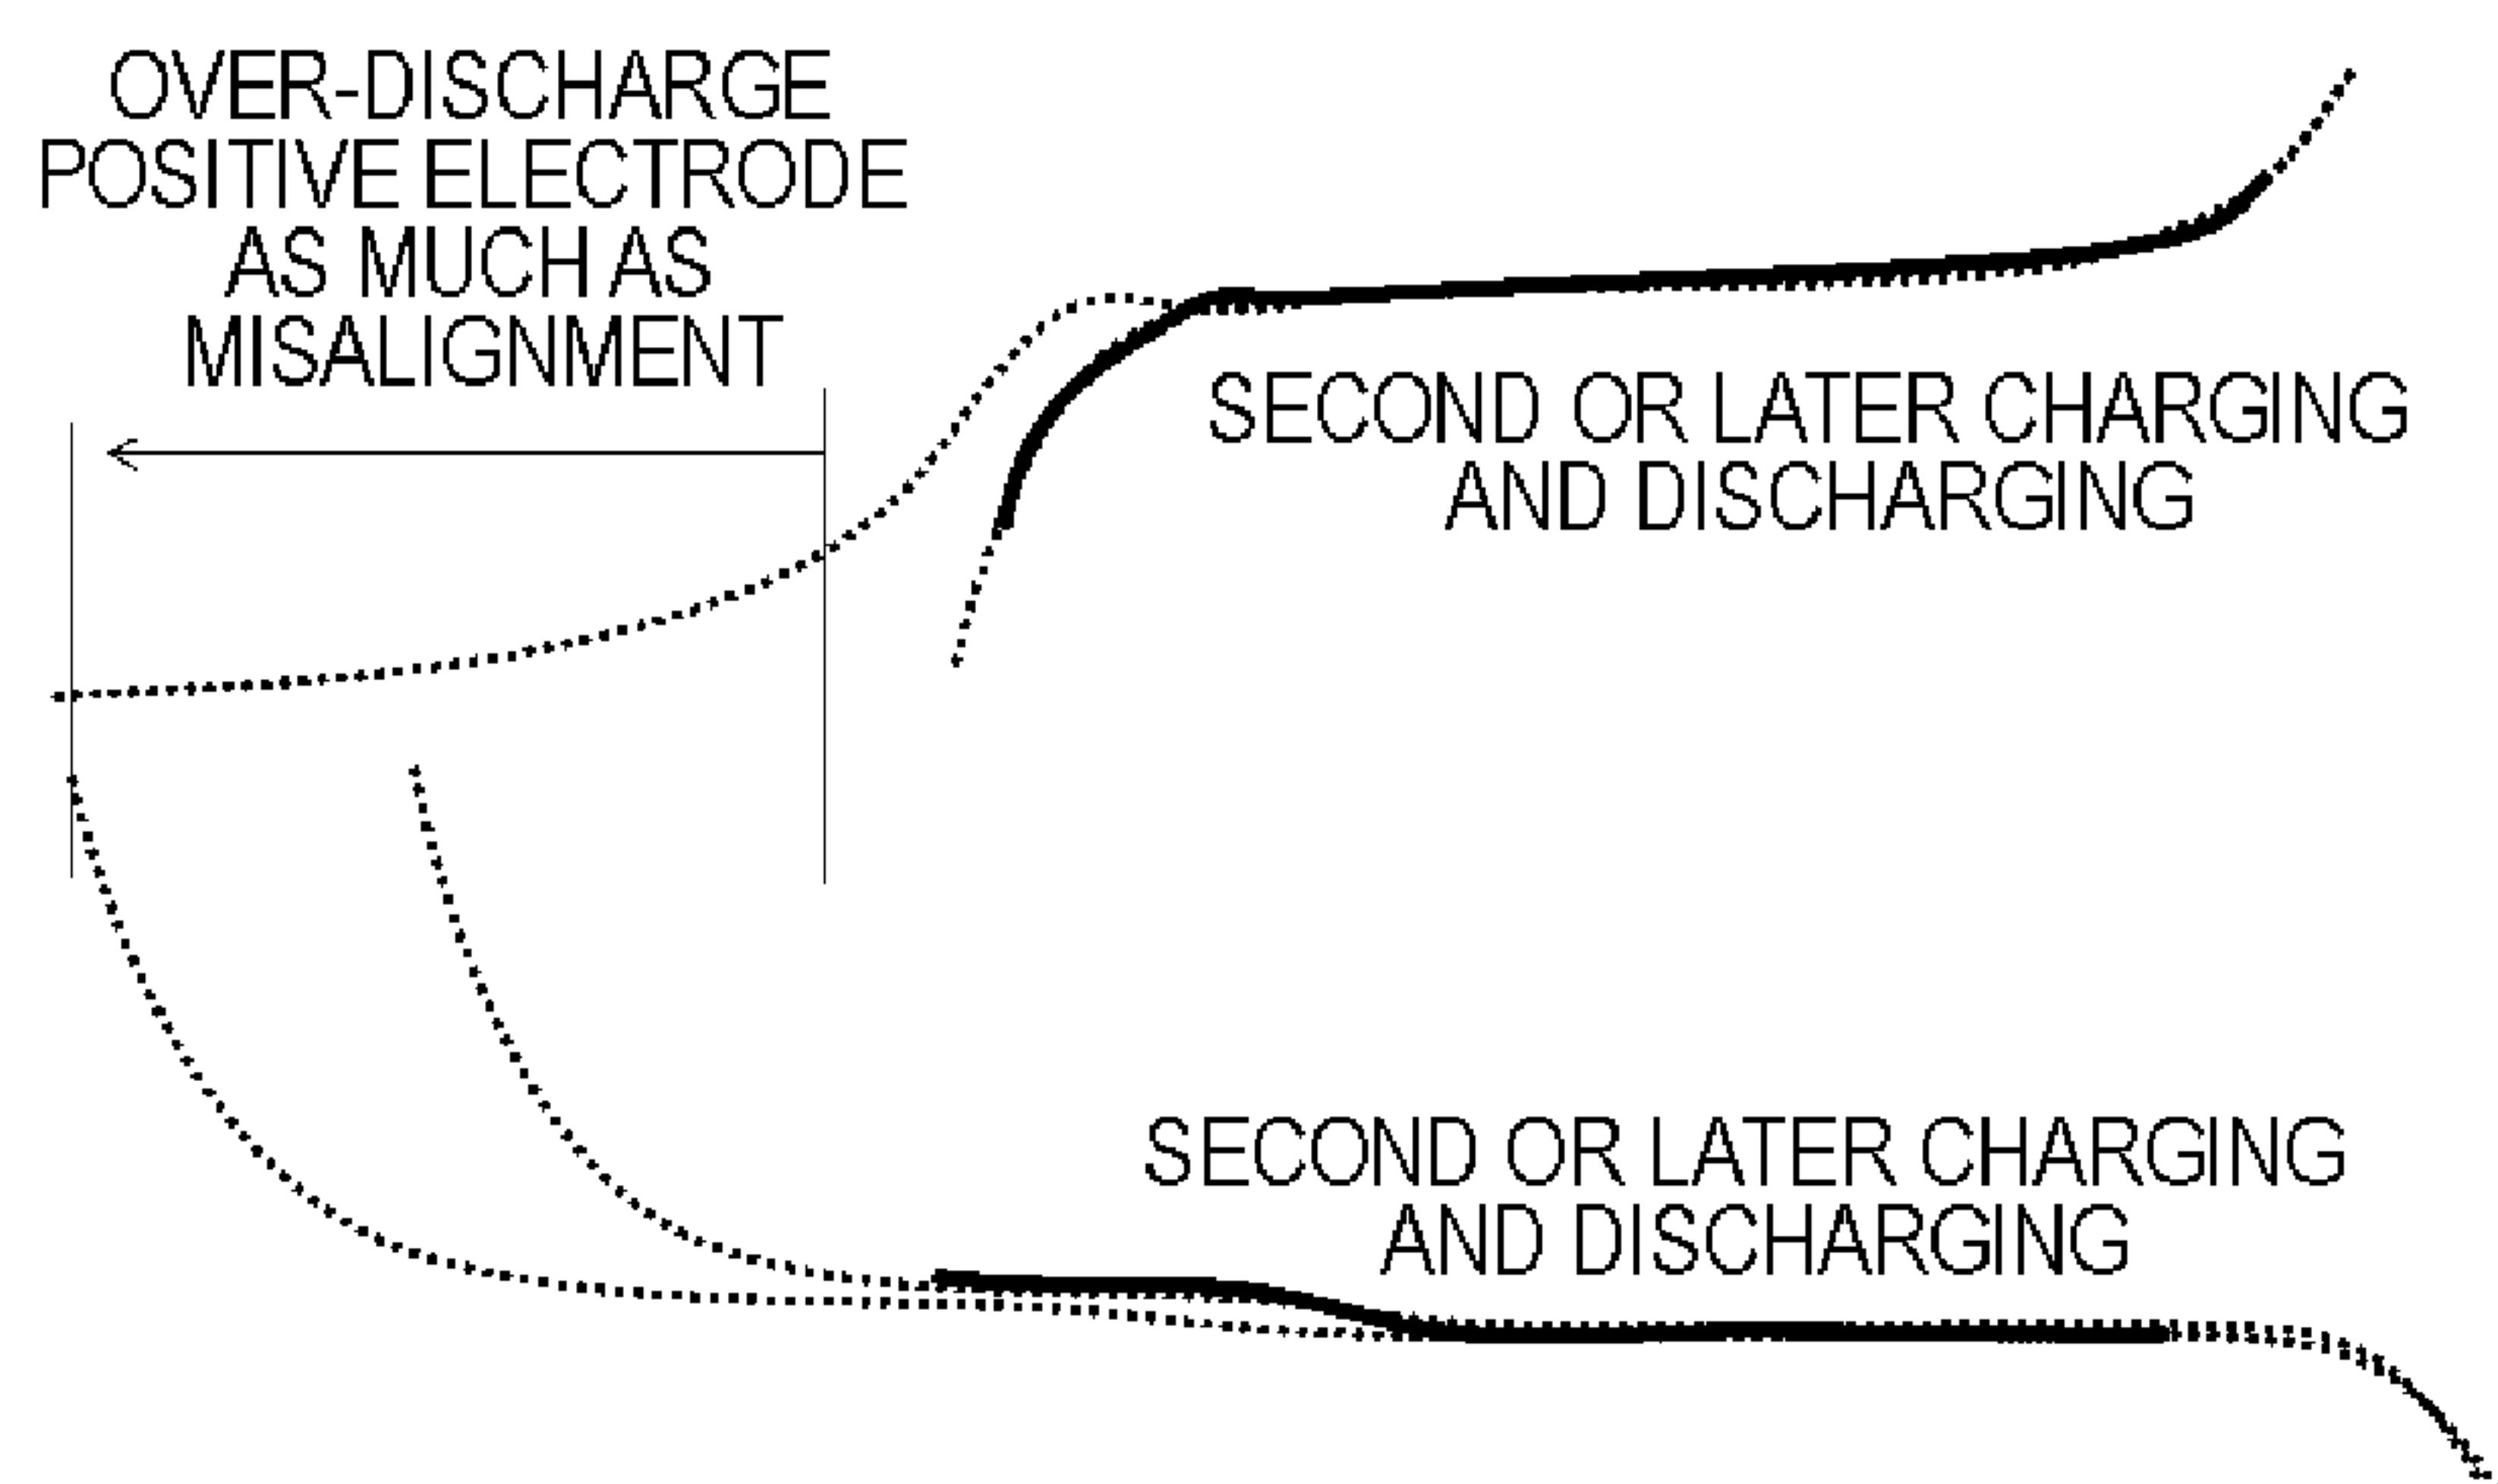 OVER-DISCHARGE
POSITIVE ELECTRODE
AS MUCH AS
MISALIGNMENT
SECOND OR LATER CHARGING
AND DISCHARGING
SECOND OR LATER CHARGING
AND DISCHARGING